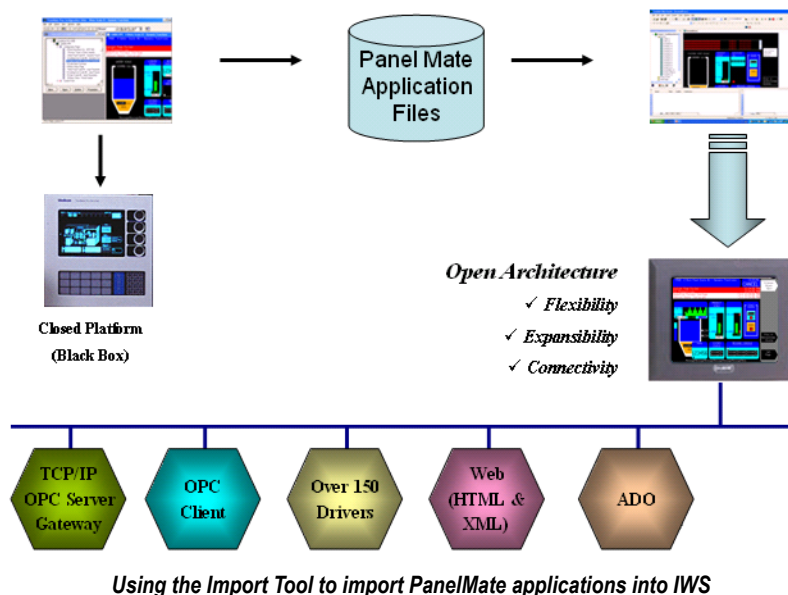 Panel Mate
Application
Files
Closed Platform
(Black Box)
Open Architecture
✓ Flexibility
✓ Expansibility
✓ Connectivity
TCP/IP
OPC Server
Gateway
OPC
Client
Over 150
Drivers
Web
(HTML &
XML)
ADO
Using the Import Tool to import PanelMate applications into IWS